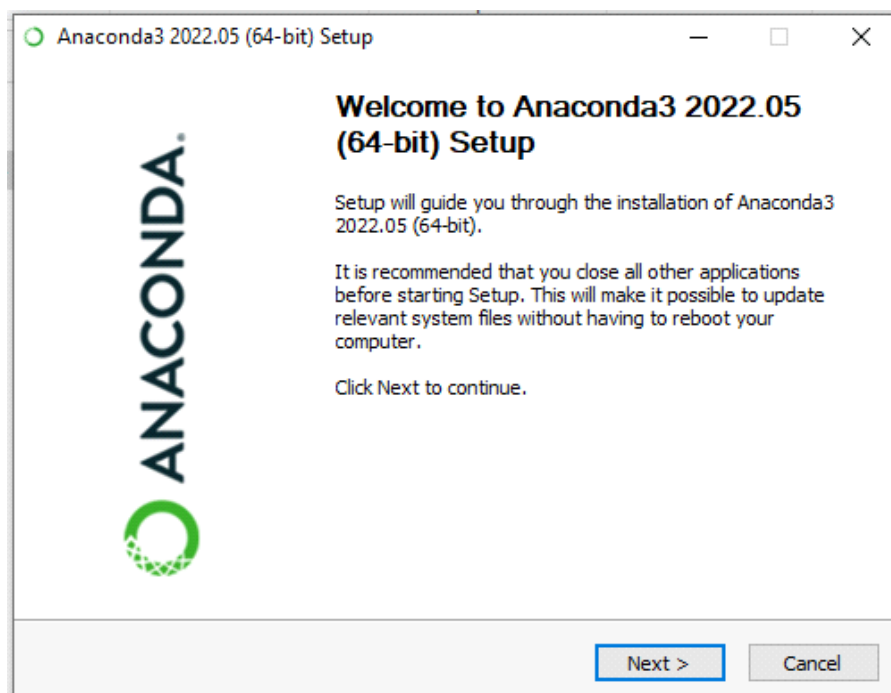 Anaconda3 2022.05 (64-bit) Setup
Welcome to Anaconda3 2022.05
(64-bit) Setup
ANACONDA.
Setup will guide you through the installation of Anaconda3
2022.05 (64-bit).
It is recommended that you close all other applications
before starting Setup. This will make it possible to update
relevant system files without having to reboot your
computer.
Click Next to continue.
Next >
Cancel